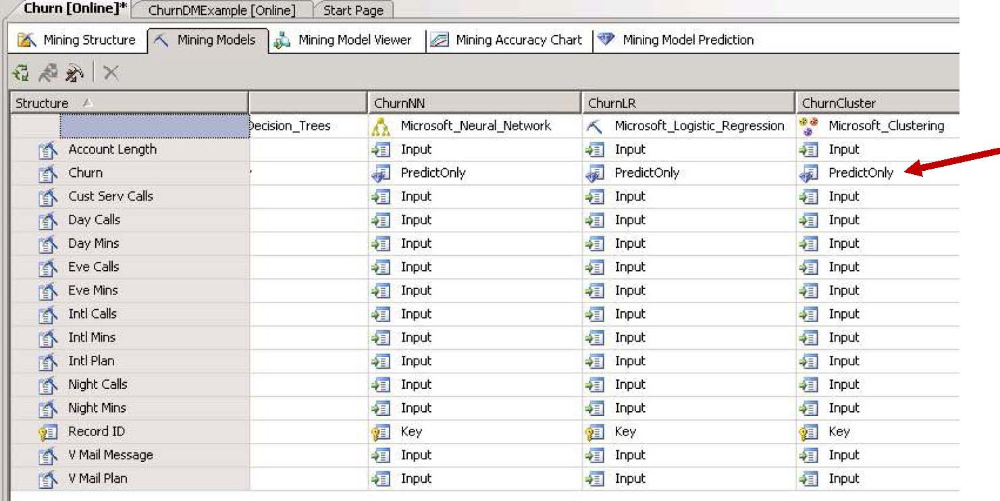 Churn [Online]* ChurnDMExample [Online] Start Page
Mining Structure Mining Models Mining Model Viewer Mining Accuracy Chart Mining Model Prediction
Structure ChurnNN ChurnLR ChurnCluster
Decision_Trees Microsoft_Neural_Network Microsoft_Logistic_Regression Microsoft_Clustering
Account Length Input Input Input
Churn PredictOnly PredictOnly PredictOnly
Cust Serv Calls Input Input Input
Day Calls Input Input Input
Day Mins Input Input Input
Eve Calls Input Input Input
Eve Mins Input Input Input
Intl Calls Input Input Input
Intl Mins Input Input Input
Intl Plan Input Input Input
Night Calls Input Input Input
Night Mins Input Input Input
Record ID Key Key Key
V Mail Message Input Input Input
V Mail Plan Input Input Input